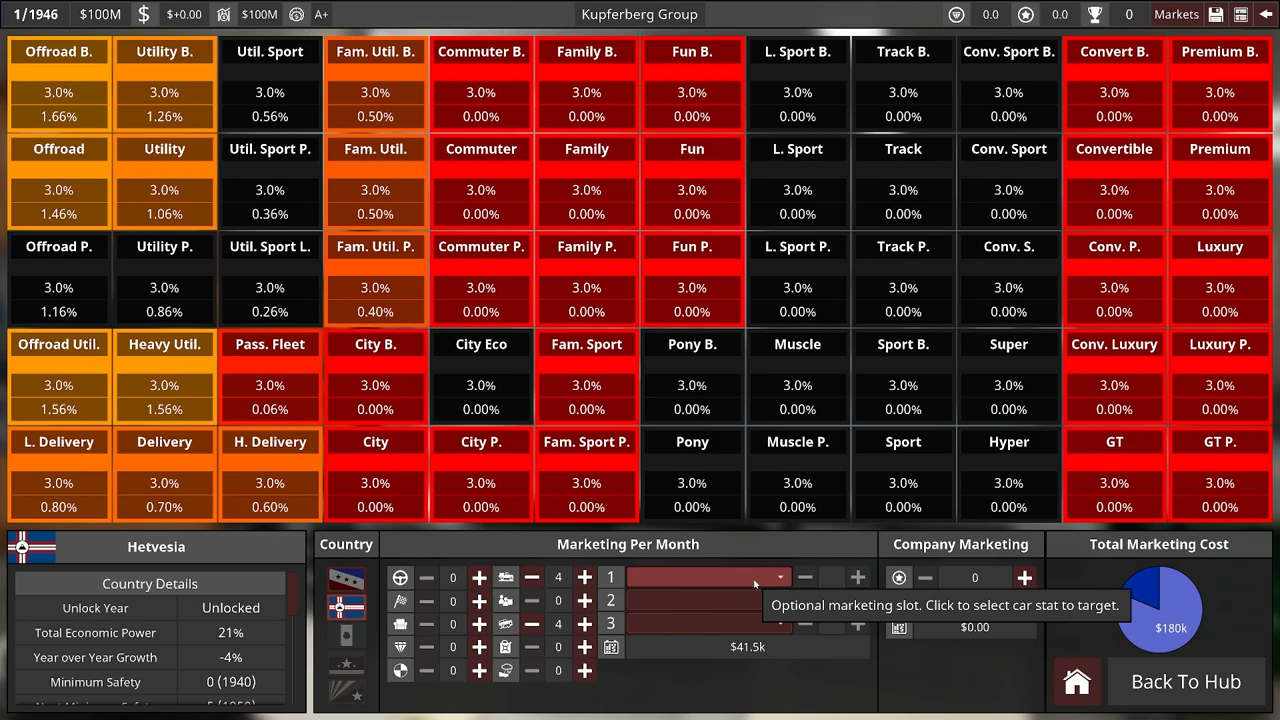 1/1946 $100M $ $+0.00 $100M A+ Kupferberg Group 0.0 0.0 0 Markets
Offroad B. Utility B. Util. Sport Fam. Util. B. Commuter B. Family B. Fun B. L. Sport B. Track B. Conv. Sport B. Convert B. Premium B.
3.0% 3.0% 3.0% 3.0% 3.0% 3.0% 3.0% 3.0% 3.0% 3.0% 3.0% 3.0%
1.66% 1.26% 0.56% 0.50% 0.00% 0.00% 0.00% 0.00% 0.00% 0.00% 0.00% 0.00%
Offroad Utility Util. Sport P. Fam. Util. Commuter Family Fun L. Sport Track Conv. Sport Convertible Premium
3.0% 3.0% 3.0% 3.0% 3.0% 3.0% 3.0% 3.0% 3.0% 3.0% 3.0% 3.0%
1.46% 1.06% 0.36% 0.50% 0.00% 0.00% 0.00% 0.00% 0.00% 0.00% 0.00% 0.00%
Offroad P. Utility P. Util. Sport L. Fam. Util. P. Commuter P. Family P. Fun P. L. Sport P. Track P. Conv. S. Conv. P. Luxury
3.0% 3.0% 3.0% 3.0% 3.0% 3.0% 3.0% 3.0% 3.0% 3.0% 3.0% 3.0%
1.16% 0.86% 0.26% 0.40% 0.00% 0.00% 0.00% 0.00% 0.00% 0.00% 0.00% 0.00%
Offroad Util. Heavy Util. Pass. Fleet City B. City Eco Fam. Sport Pony B. Muscle Sport B. Super Conv. Luxury Luxury P.
3.0% 3.0% 3.0% 3.0% 3.0% 3.0% 3.0% 3.0% 3.0% 3.0% 3.0% 3.0%
1.56% 1.56% 0.06% 0.00% 0.00% 0.00% 0.00% 0.00% 0.00% 0.00% 0.00% 0.00%
L. Delivery Delivery H. Delivery City City P. Fam. Sport P. Pony Muscle P. Sport Hyper GT GT P.
3.0% 3.0% 3.0% 3.0% 3.0% 3.0% 3.0% 3.0% 3.0% 3.0% 3.0% 3.0%
0.80% 0.70% 0.60% 0.00% 0.00% 0.00% 0.00% 0.00% 0.00% 0.00% 0.00% 0.00%
Hetvesia
Country Details
Unlock Year Unlocked
Total Economic Power 21%
Year over Year Growth -4%
Minimum Safety 0 (1940)
Country
Marketing Per Month
0 4 1
0 0 2
0 4 3
0 0 $41.5k
0 0
Optional marketing slot. Click to select car stat to target.
Company Marketing
0
$0.00
Total Marketing Cost
$180k
Back To Hub